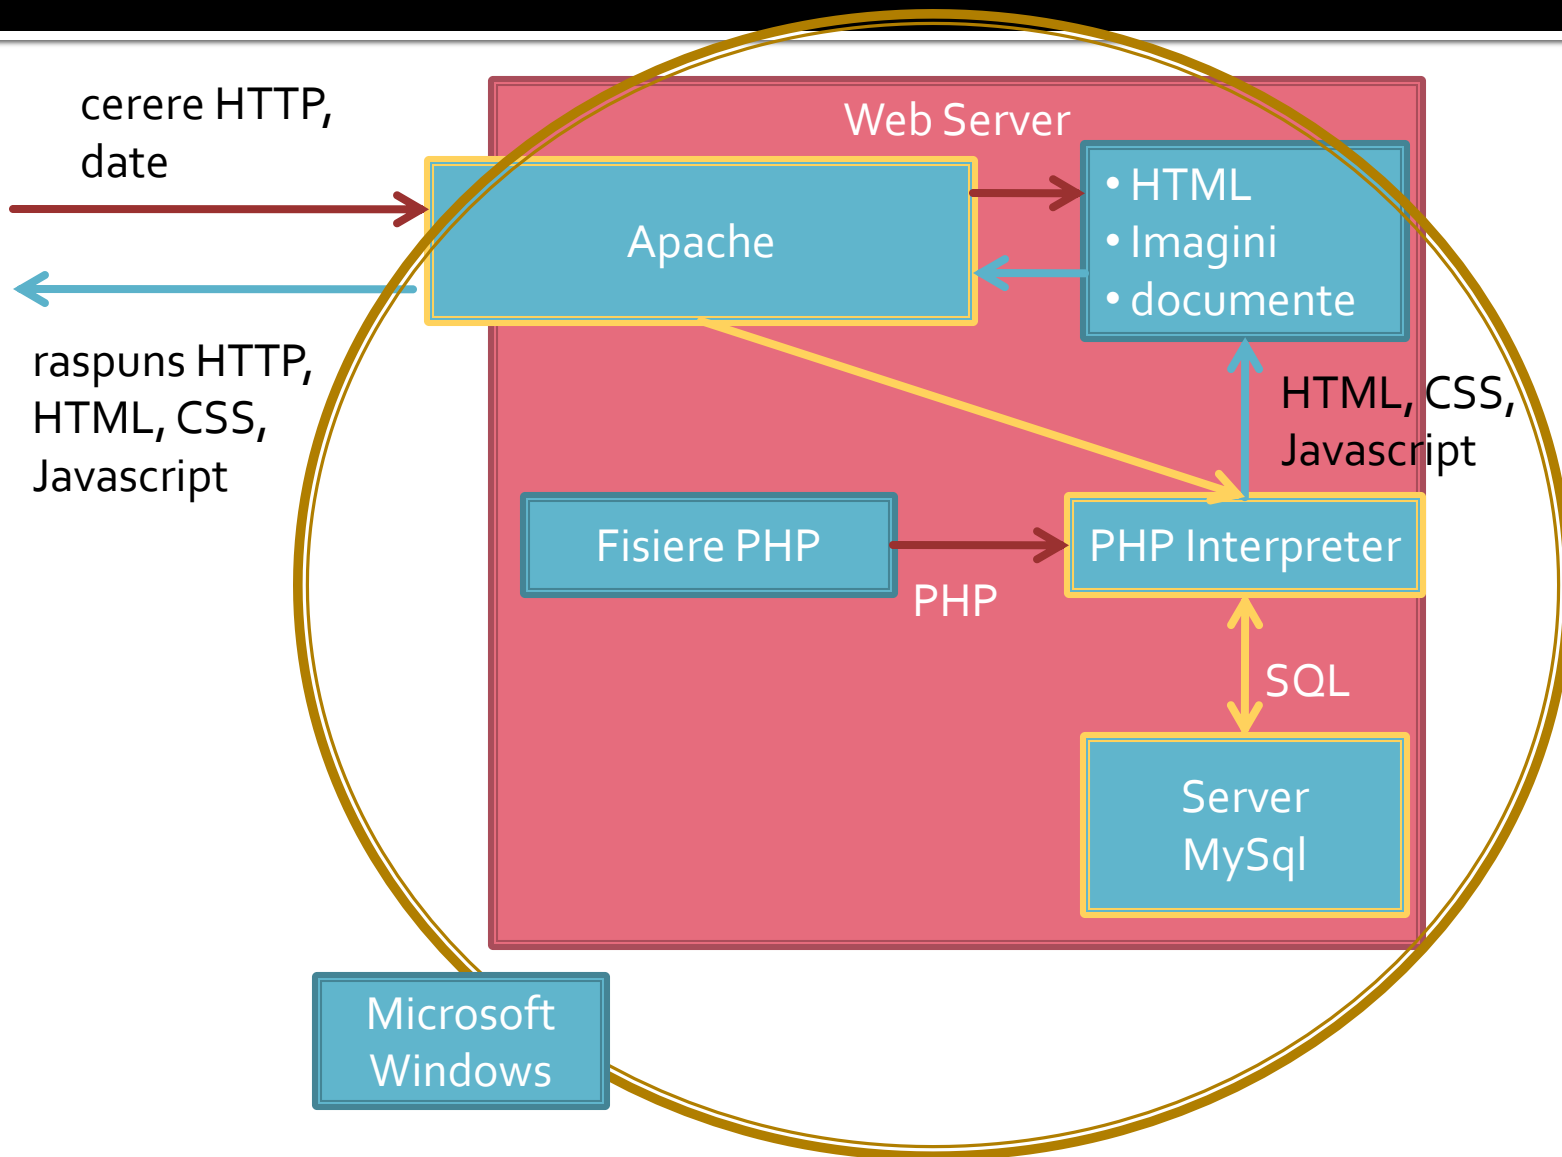 cerere HTTP,
date
Web Server
Apache
• HTML
• Imagini
• documente
raspuns HTTP,
HTML, CSS,
Javascript
HTML, CSS,
Javascript
Fisiere PHP
PHP
PHP Interpreter
SQL
Server
MySql
Microsoft
Windows